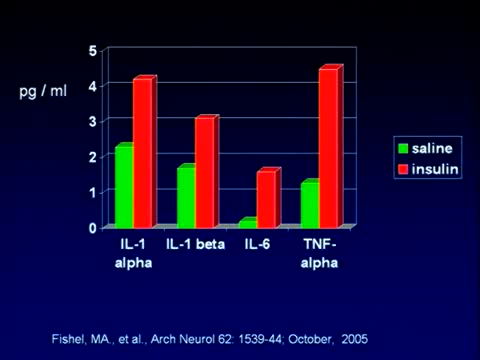 5
pg / ml
4
3
2
1
0
saline
insulin
IL-1 alpha
IL-1 beta
IL-6
TNF-alpha
Fishel, MA., et al., Arch Neurol 62: 1539-44; October, 2005